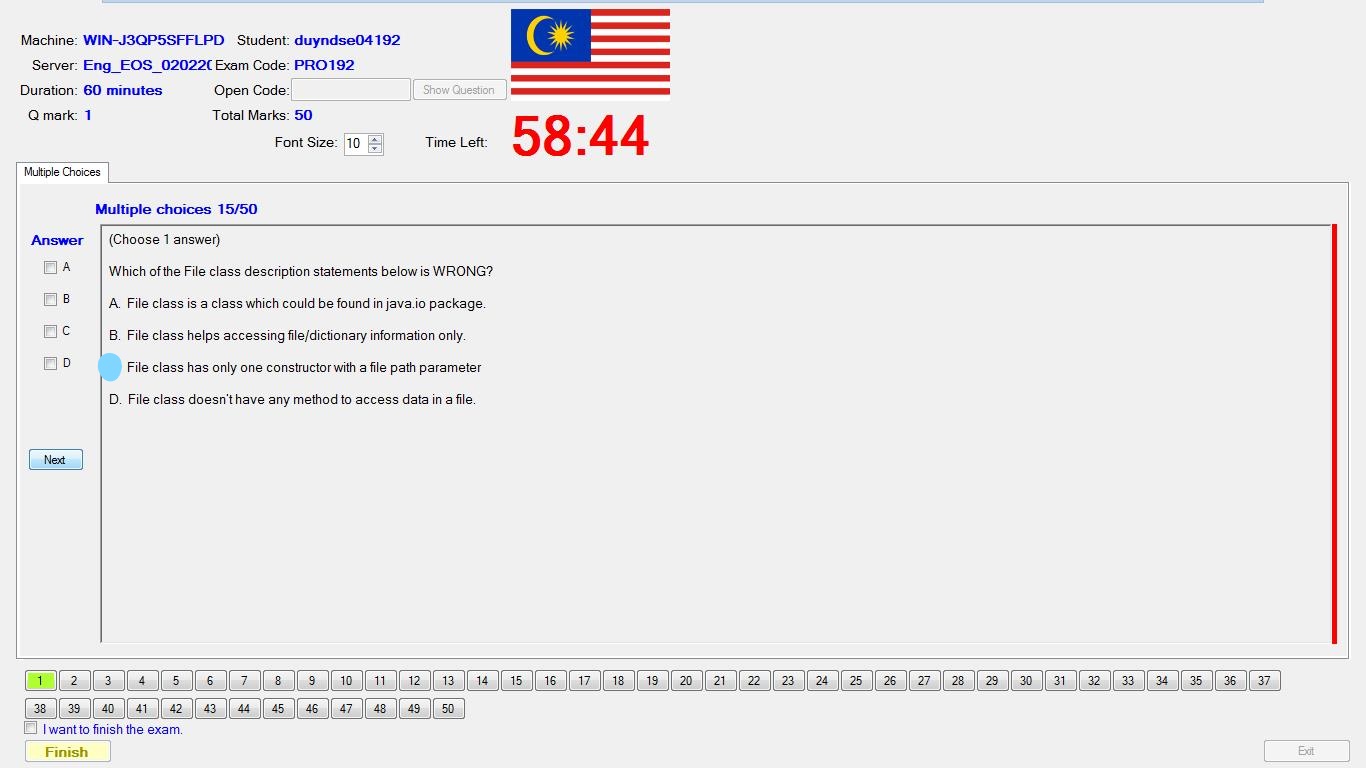 Machine: WIN-J3QP5SFFLPD Student: duyndse04192
Server: Eng_EOS_020220 Exam Code: PRO192
Duration: 60 minutes Open Code: Show Question
Q mark: 1 Total Marks: 50
Font Size: 10 Time Left: 58:44
Multiple Choices
Multiple choices 15/50
Answer
(Choose 1 answer)
A
Which of the File class description statements below is WRONG?
B
A. File class is a class which could be found in java.io package.
C
B. File class helps accessing file/dictionary information only.
D
File class has only one constructor with a file path parameter
D. File class doesn't have any method to access data in a file.
Next
1 2 3 4 5 6 7 8 9 10 11 12 13 14 15 16 17 18 19 20 21 22 23 24 25 26 27 28 29 30 31 32 33 34 35 36 37
38 39 40 41 42 43 44 45 46 47 48 49 50
I want to finish the exam.
Finish Exit